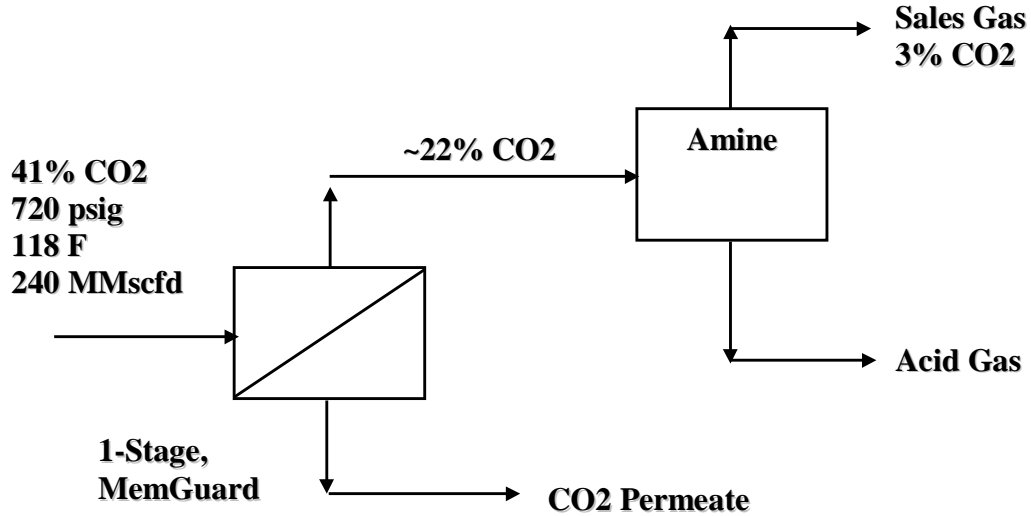 Sales Gas
3% CO2
Amine
~22% CO2
41% CO2
720 psig
118 F
240 MMscfd
Acid Gas
1-Stage,
MemGuard
CO2 Permeate